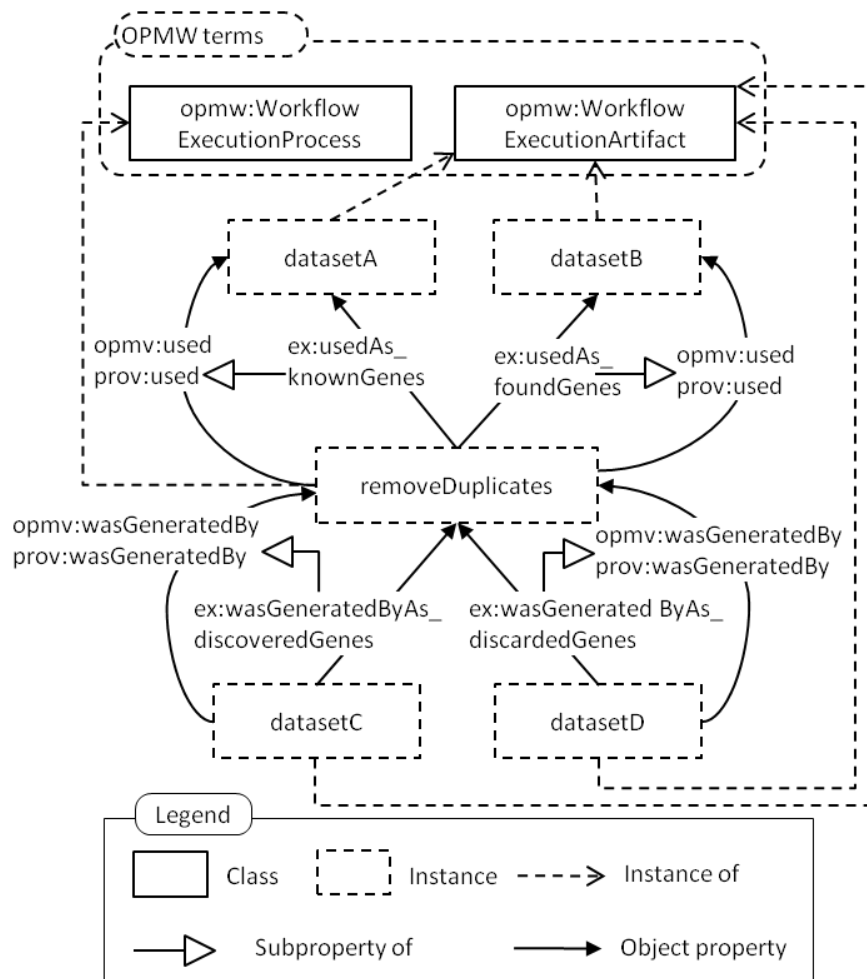 OPMW terms
opmw:Workflow
ExecutionProcess
opmw:Workflow
ExecutionArtifact
datasetA
datasetB
opmv:used
prov:used
ex:usedAs_
knownGenes
ex:usedAs_
foundGenes
opmv:used
prov:used
removeDuplicates
opmv:wasGeneratedBy
prov:wasGeneratedBy
opmv:wasGeneratedBy
prov:wasGeneratedBy
ex:wasGeneratedByAs_
discoveredGenes
ex:wasGenerated ByAs_
discardedGenes
datasetC
datasetD
Legend
Class
Instance
Instance of
Subproperty of
Object property